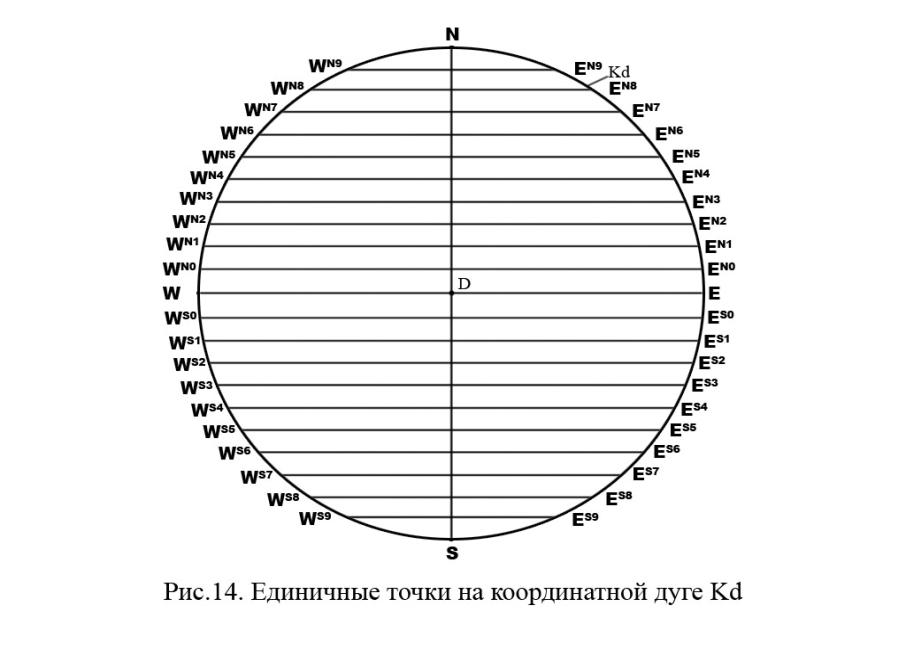 N
W^N9 E^N9
Kd
W^N8 E^N8
W^N7 E^N7
W^N6 E^N6
W^N5 E^N5
W^N4 E^N4
W^N3 E^N3
W^N2 E^N2
W^N1 E^N1
W^N0 E^N0
D
W E
W^S0 E^S0
W^S1 E^S1
W^S2 E^S2
W^S3 E^S3
W^S4 E^S4
W^S5 E^S5
W^S6 E^S6
W^S7 E^S7
W^S8 E^S8
W^S9 E^S9
S
Рис.14. Единичные точки на координатной дуге Kd